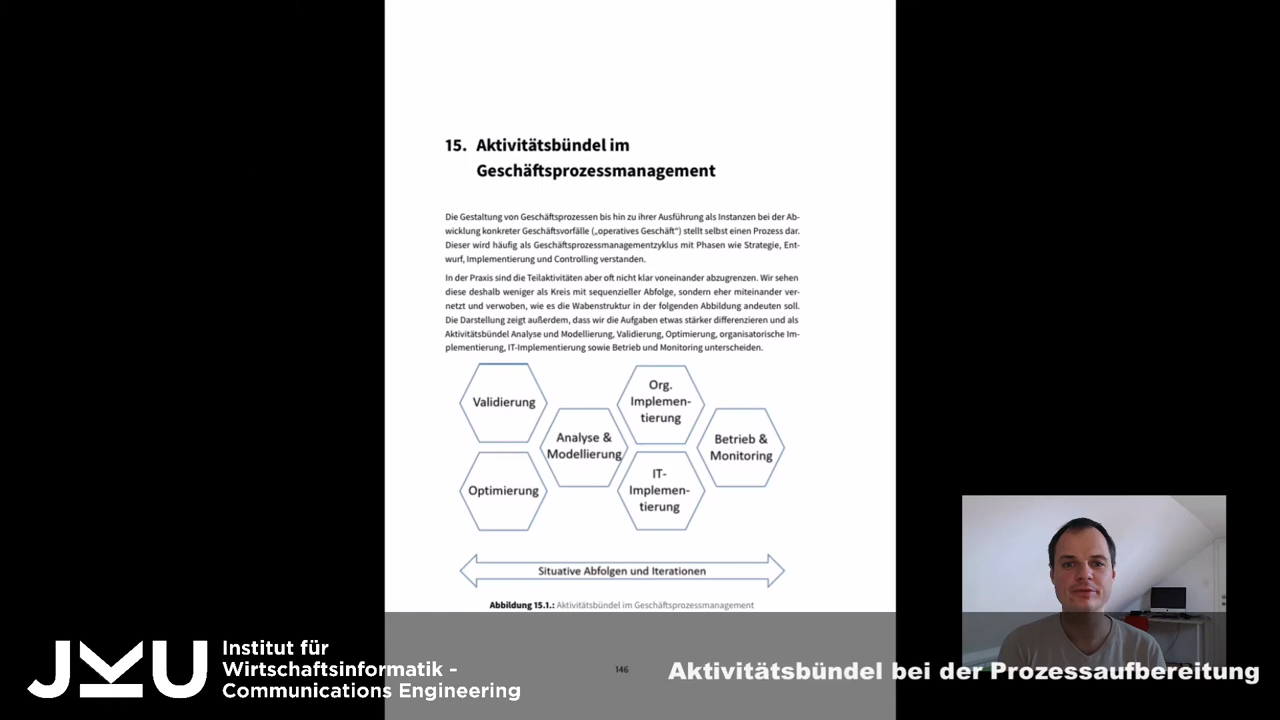 15. Aktivitätsbündel im
Geschäftsprozessmanagement
Die Gestaltung von Geschäftsprozessen bis hin zu ihrer Ausführung als Instanzen bei der Ab-
wicklung konkreter Geschäftsvorfälle („operatives Geschäft“) stellt selbst einen Prozess dar.
Dieser wird häufig als Geschäftsprozessmanagementzyklus mit Phasen wie Strategie, Ent-
wurf, Implementierung und Controlling verstanden.
In der Praxis sind die Teilaktivitäten aber oft nicht klar voneinander abzugrenzen. Wir sehen
diese deshalb weniger als Kreis mit sequenzieller Abfolge, sondern eher miteinander ver-
netzt und verwoben, wie es die Wabenstruktur in der folgenden Abbildung andeuten soll.
Die Darstellung zeigt außerdem, dass wir die Aufgaben etwas stärker differenzieren und als
Aktivitätsbündel Analyse und Modellierung, Validierung, Optimierung, organisatorische Im-
plementierung, IT-Implementierung sowie Betrieb und Monitoring unterscheiden.
Validierung
Optimierung
Analyse &
Modellierung
Org.
Implemen-
tierung
IT-
Implemen-
tierung
Betrieb &
Monitoring
Situative Abfolgen und Iterationen
Abbildung 15.1.: Aktivitätsbündel im Geschäftsprozessmanagement
146
JKU
Institut für
Wirtschaftsinformatik -
Communications Engineering
Aktivitätsbündel bei der Prozessaufbereitung